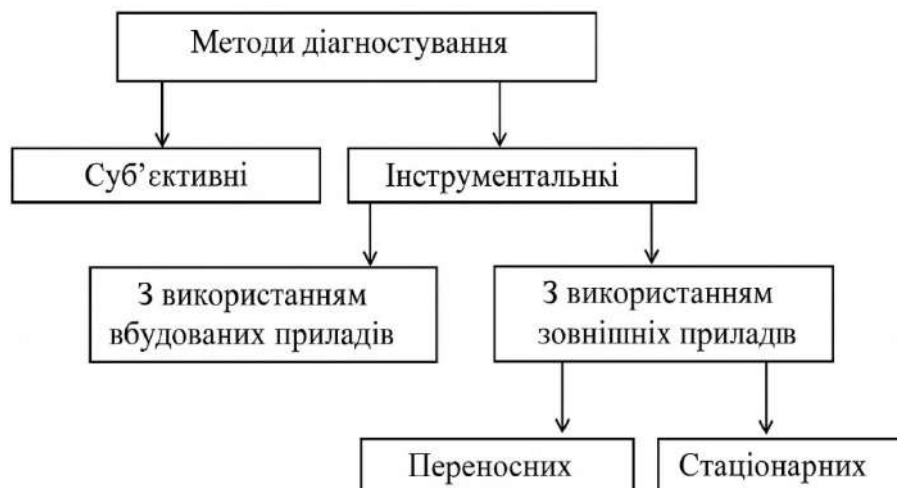 Методи діагностування
Суб’єктивні
Інструментальнкі
З використанням
вбудованих приладів
З використанням
зовнішніх приладів
Переносних
Стаціонарних